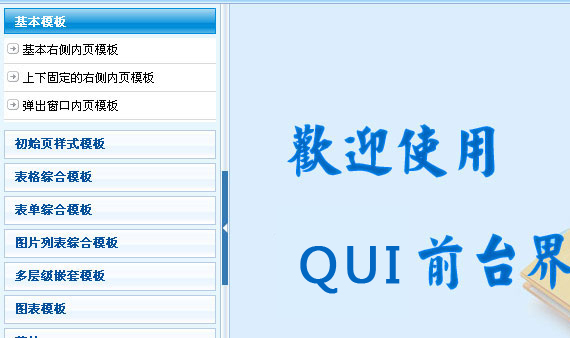 基本模板
基本右侧内页模板
上下固定的右侧内页模板
弹出窗口内页模板
初始页样式模板
表格综合模板
表单综合模板
图片列表综合模板
多层级嵌套模板
图表模板
歡迎使用
QUI 前台界